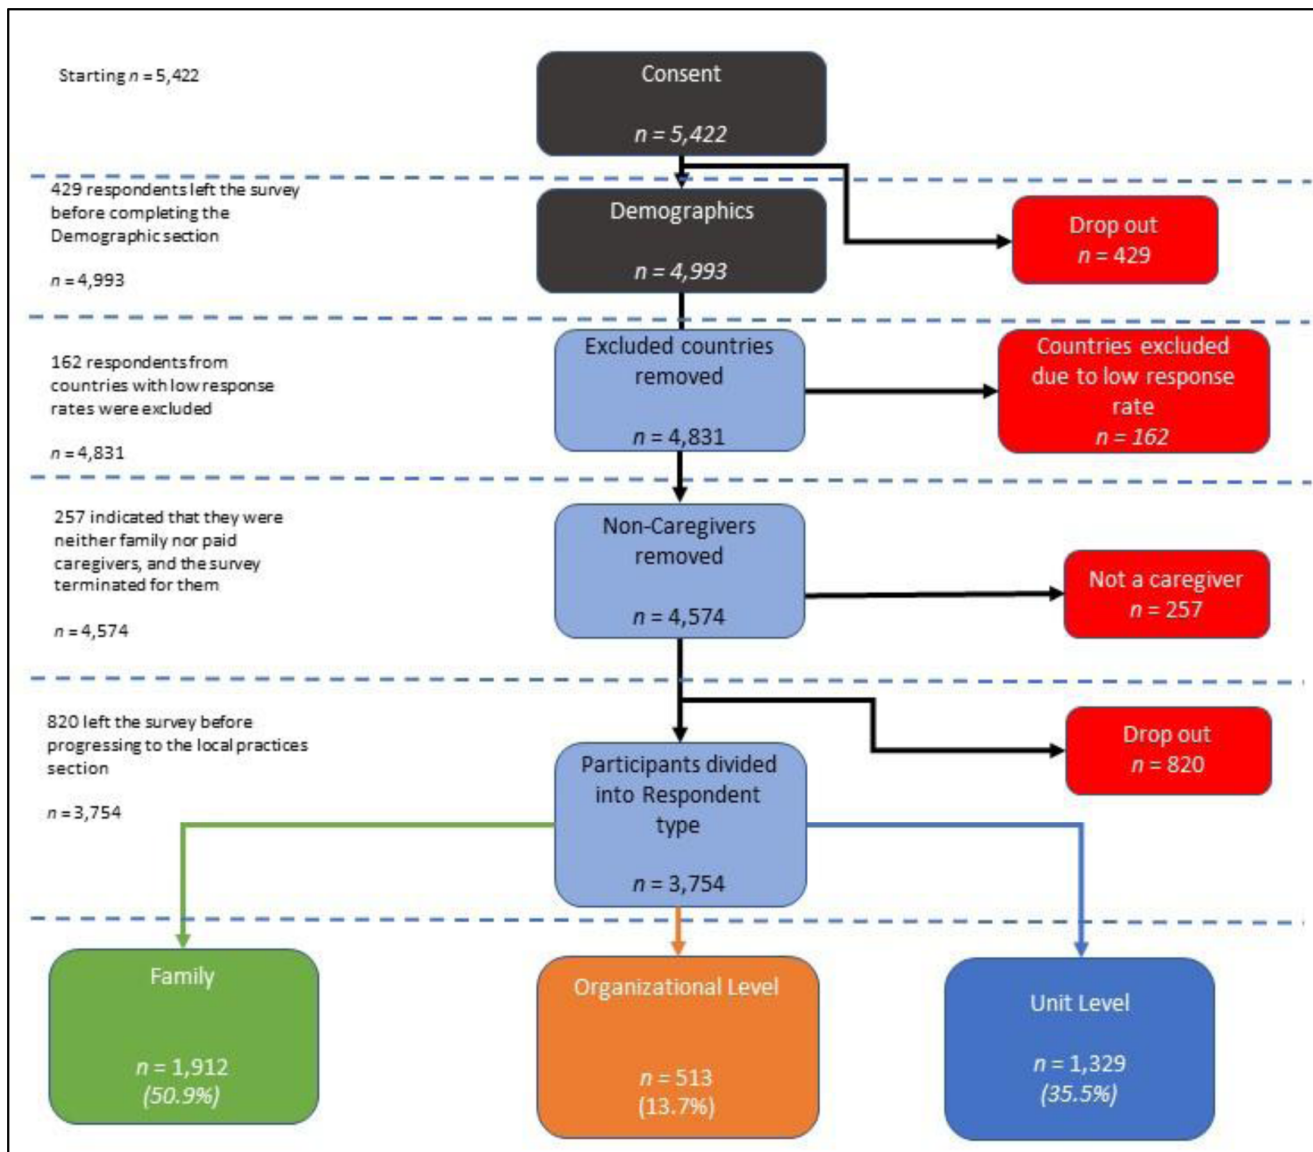 Starting n = 5,422
Consent
n = 5,422
429 respondents left the survey
before completing the
Demographic section
n = 4,993
Demographics
n = 4,993
Drop out
n = 429
162 respondents from
countries with low response
rates were excluded
n = 4,831
Excluded countries
removed
n = 4,831
Countries excluded
due to low response
rate
n = 162
257 indicated that they were
neither family nor paid
caregivers, and the survey
terminated for them
n = 4,574
Non-Caregivers
removed
n = 4,574
Not a caregiver
n = 257
820 left the survey before
progressing to the local practices
section
n = 3,754
Participants divided
into Respondent
type
n = 3,754
Drop out
n = 820
Family
n = 1,912
(50.9%)
Organizational Level
n = 513
(13.7%)
Unit Level
n = 1,329
(35.5%)